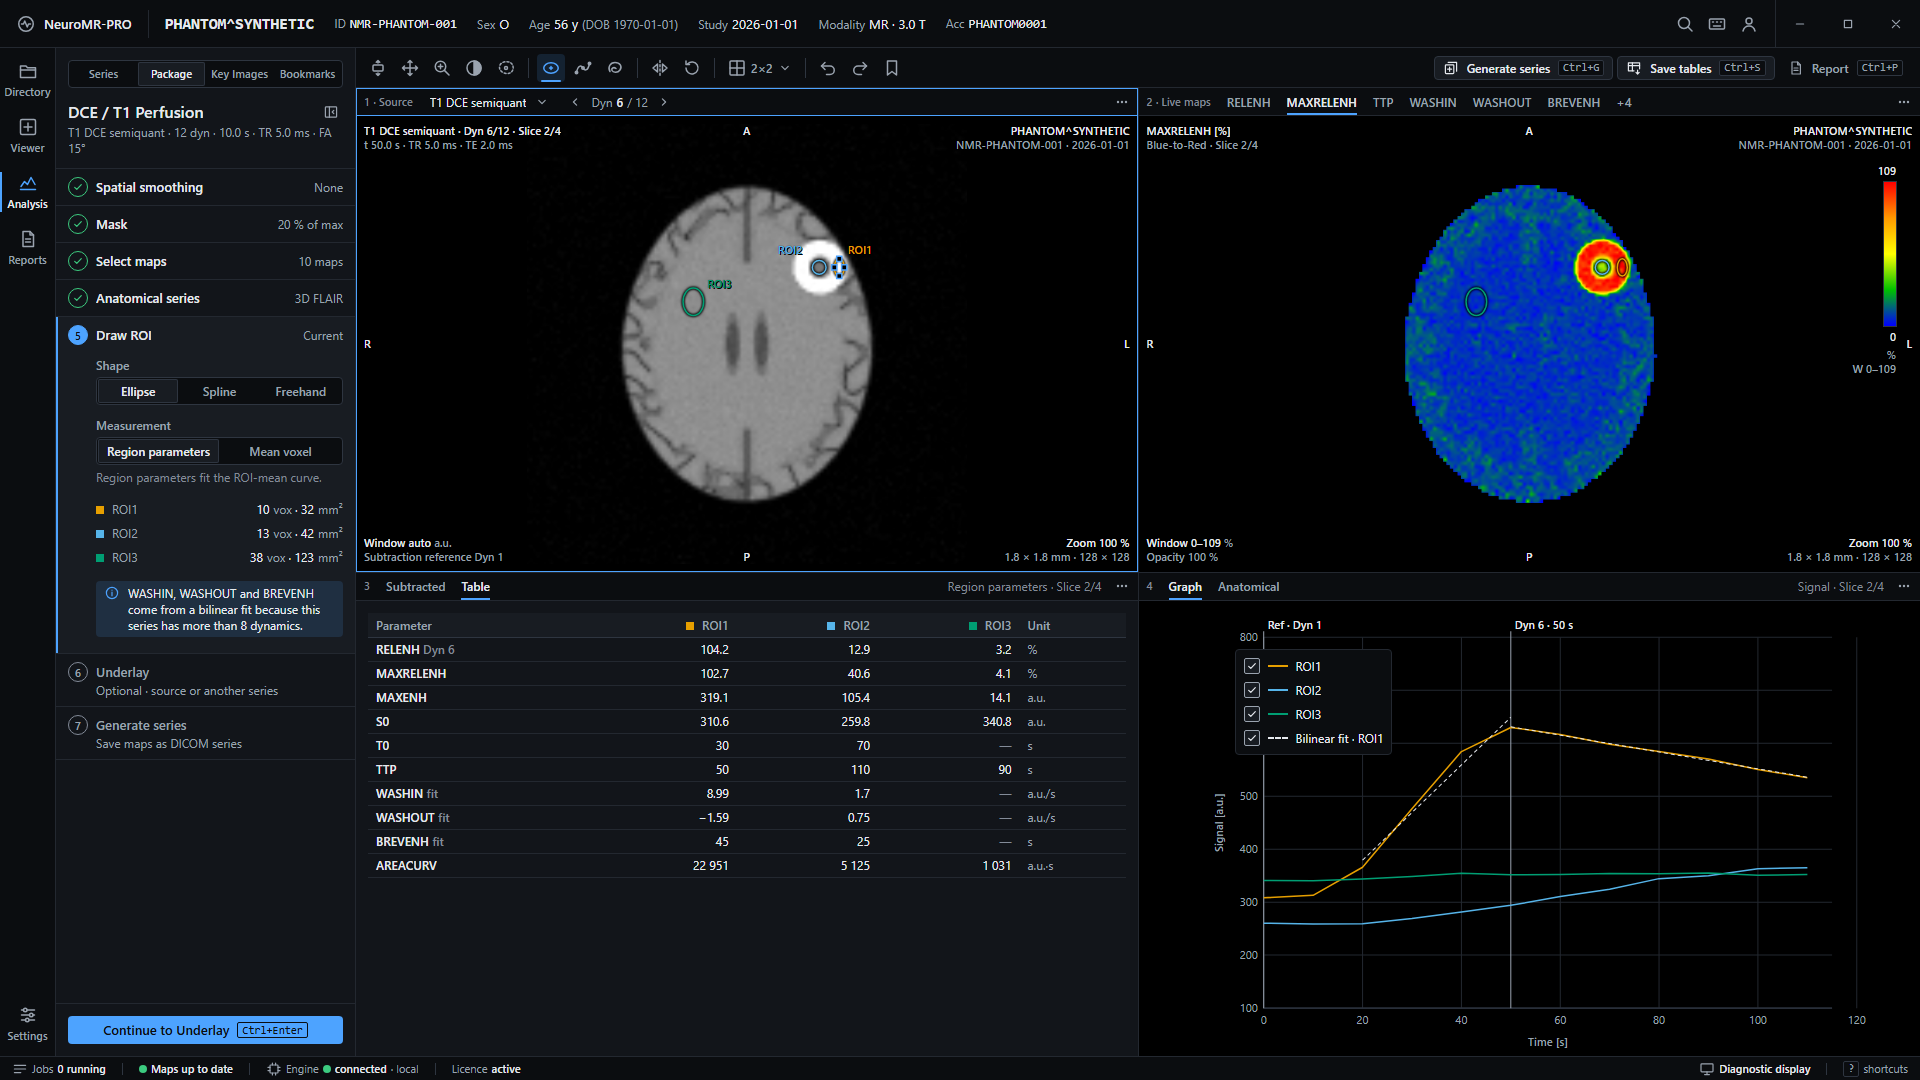 NeuroMR-PRO
PHANTOM^SYNTHETIC
ID NMR-PHANTOM-001
Sex O
Age 56 y (DOB 1970-01-01)
Study 2026-01-01
Modality MR · 3.0 T
Acc PHANTOM0001
Directory
Viewer
Analysis
Reports
Settings
Series Package Key Images Bookmarks
DCE / T1 Perfusion
T1 DCE semiquant · 12 dyn · 10.0 s · TR 5.0 ms · FA
15°
Spatial smoothing None
Mask 20 % of max
Select maps 10 maps
Anatomical series 3D FLAIR
5 Draw ROI Current
Shape
Ellipse Spline Freehand
Measurement
Region parameters Mean voxel
Region parameters fit the ROI-mean curve.
ROI1 10 vox · 32 mm²
ROI2 13 vox · 42 mm²
ROI3 38 vox · 123 mm²
WASHIN, WASHOUT and BREVENH
come from a bilinear fit because this
series has more than 8 dynamics.
6 Underlay
Optional · source or another series
7 Generate series
Save maps as DICOM series
Continue to Underlay Ctrl+Enter
2×2
Generate series Ctrl+G
Save tables Ctrl+S
Report Ctrl+P
1 · Source T1 DCE semiquant Dyn 6 / 12
T1 DCE semiquant · Dyn 6/12 · Slice 2/4
t 50.0 s · TR 5.0 ms · TE 2.0 ms
A
PHANTOM^SYNTHETIC
NMR-PHANTOM-001 · 2026-01-01
ROI2
ROI1
ROI3
R
L
Window auto a.u.
Subtraction reference Dyn 1
P
Zoom 100 %
1.8 × 1.8 mm · 128 × 128
2 · Live maps RELENH MAXRELENH TTP WASHIN WASHOUT BREVENH +4
MAXRELENH [%]
Blue-to-Red · Slice 2/4
A
PHANTOM^SYNTHETIC
NMR-PHANTOM-001 · 2026-01-01
109
0
%
W 0–109
R
L
Window 0–109 %
Opacity 100 %
P
Zoom 100 %
1.8 × 1.8 mm · 128 × 128
3 Subtracted Table Region parameters · Slice 2/4
Parameter ROI1 ROI2 ROI3 Unit
RELENH Dyn 6 104.2 12.9 3.2 %
MAXRELENH 102.7 40.6 4.1 %
MAXENH 319.1 105.4 14.1 a.u.
S0 310.6 259.8 340.8 a.u.
T0 30 70 — s
TTP 50 110 90 s
WASHIN fit 8.99 1.7 — a.u./s
WASHOUT fit −1.59 0.75 — a.u./s
BREVENH fit 45 25 — s
AREACURV 22 951 5 125 1 031 a.u.·s
4 Graph Anatomical Signal · Slice 2/4
Ref · Dyn 1
Dyn 6 · 50 s
ROI1
ROI2
ROI3
Bilinear fit · ROI1
800
500
400
300
200
100
Signal [a.u.]
0 20 40 60 80 100 120
Time [s]
Jobs 0 running
Maps up to date
Engine connected · local
Licence active
Diagnostic display
? shortcuts